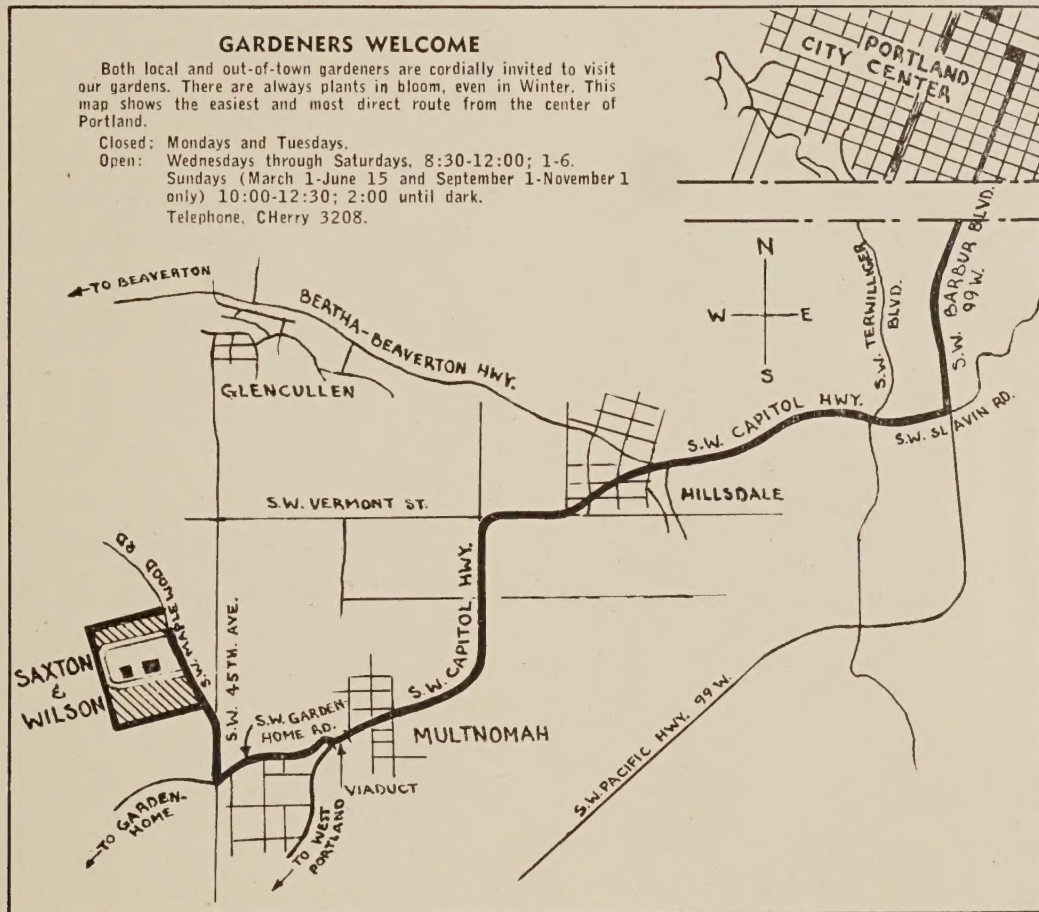 GARDENERS WELCOME
Both local and out-of-town gardeners are cordially invited to visit
our gardens. There are always plants in bloom, even in Winter. This
map shows the easiest and most direct route from the center of
Portland.
Closed: Mondays and Tuesdays.
Open: Wednesdays through Saturdays, 8:30-12:00; 1-6.
Sundays (March 1-June 15 and September 1-November 1
only) 10:00-12:30; 2:00 until dark.
Telephone, CHerry 3208.
PORTLAND
CITY CENTER
TO BEAVERTON
BERTHA-BEAVERTON HWY.
GLENCULLEN
N
W E
S
S.W. TERWILLIGER
BLVD.
S.W. BARBUR BLVD.
99 W.
S.W. CAPITOL HWY.
S.W. SLAVIN RD.
HILLSDALE
S.W. VERMONT ST.
S.W. MAPLEWOOD RD
SAXTON
&
WILSON
S.W. 45TH. AVE.
S.W. CAPITOL HWY.
S.W. CAPITOL HWY.
S.W. GARDEN-
HOME RD.
MULTNOMAH
VIADUCT
TO GARDEN-
HOME
TO WEST
PORTLAND
S.W. PACIFIC HWY. 99 W.